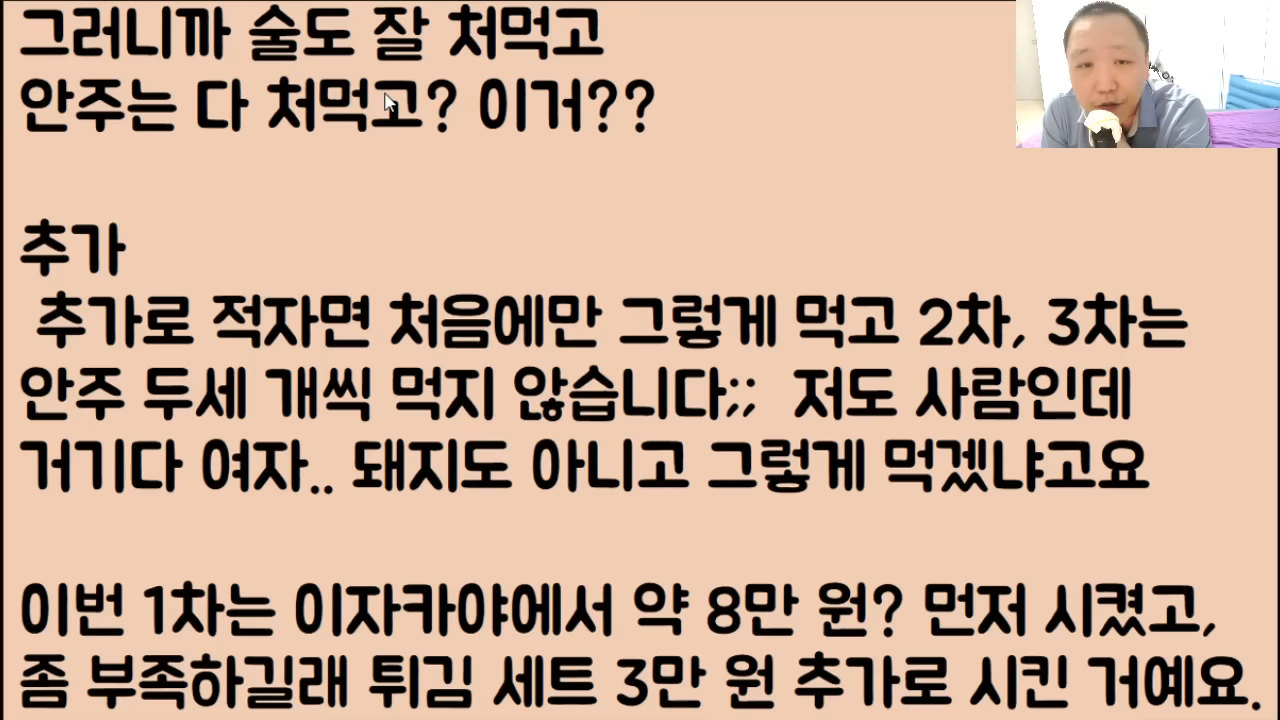 그러니까 술도 잘 처먹고
안주는 다 처먹고? 이거??
추가
추가로 적자면 처음에만 그렇게 먹고 2차, 3차는
안주 두세 개씩 먹지 않습니다;; 저도 사람인데
거기다 여자.. 돼지도 아니고 그렇게 먹겠냐고요
이번 1차는 이자카야에서 약 8만 원? 먼저 시켰고,
좀 부족하길래 튀김 세트 3만 원 추가로 시킨 거예요.